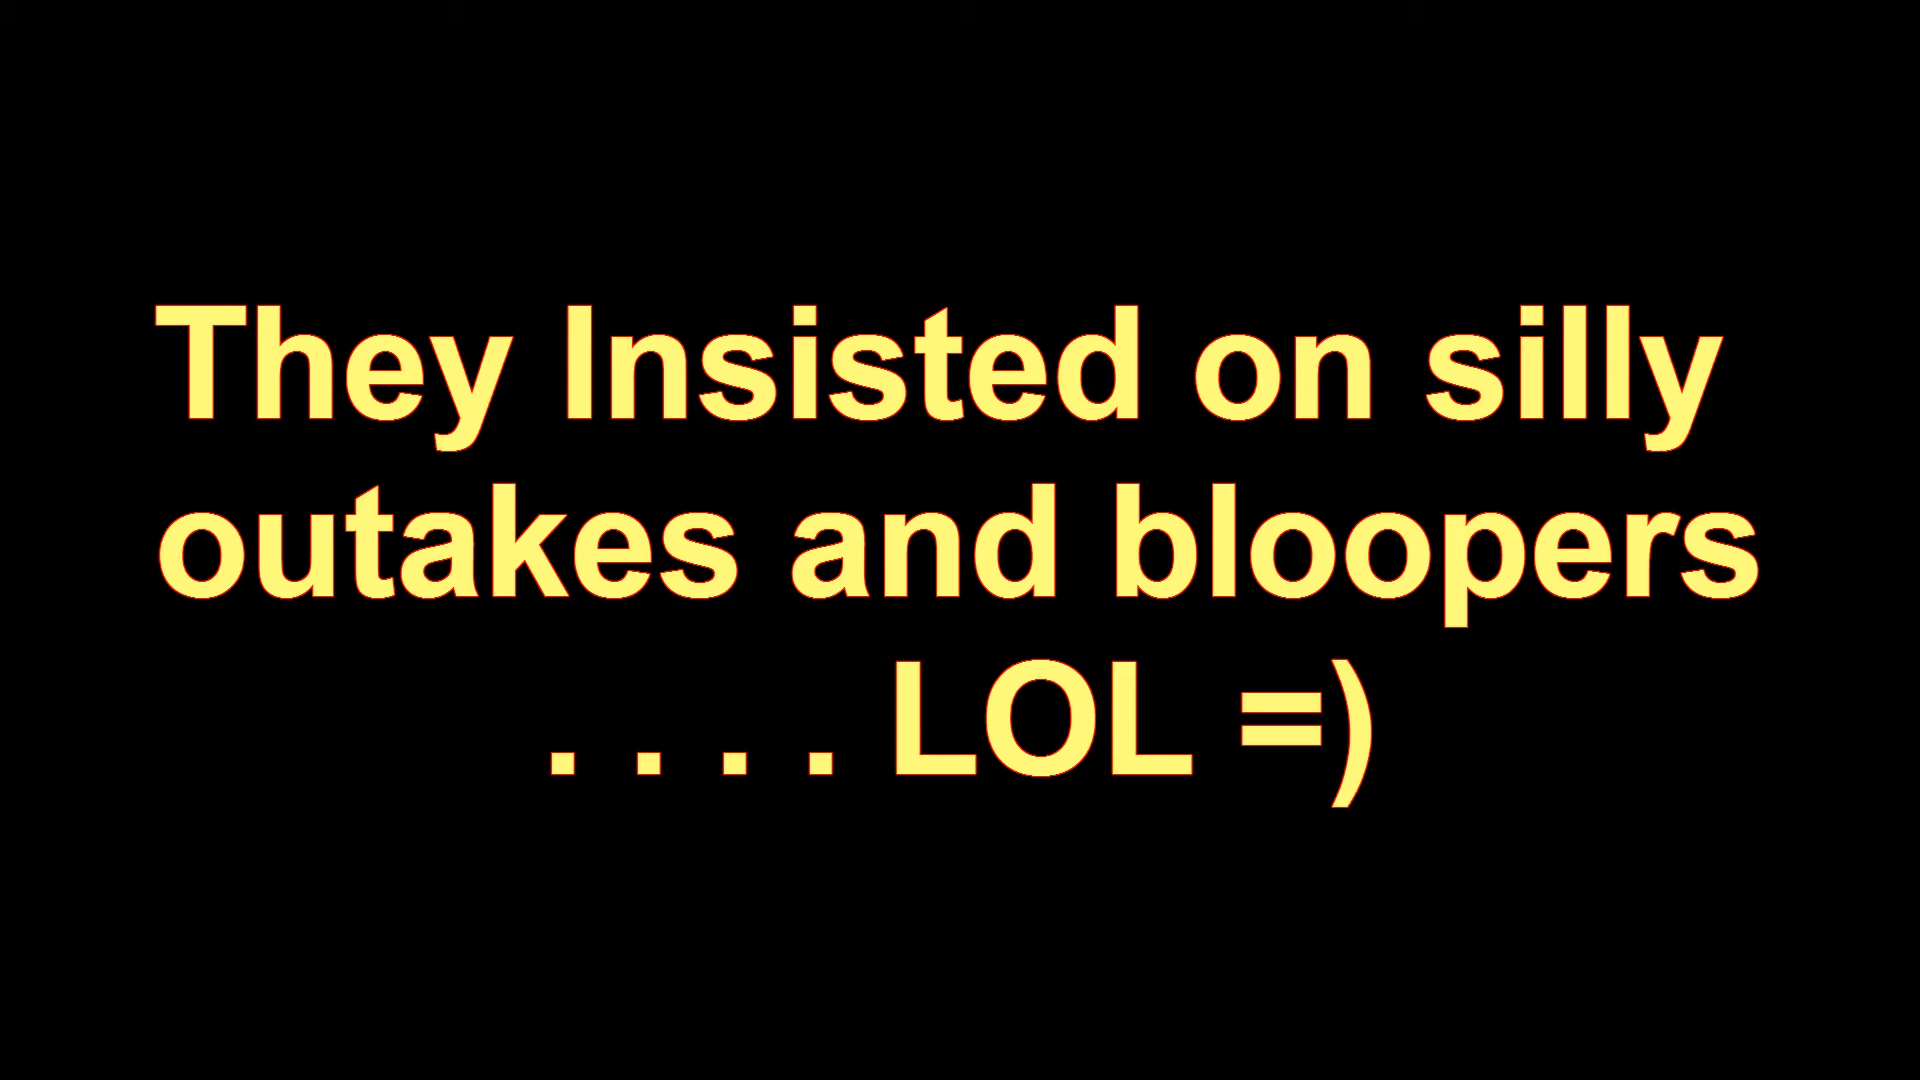 They Insisted on silly
outakes and bloopers
. . . . LOL =)